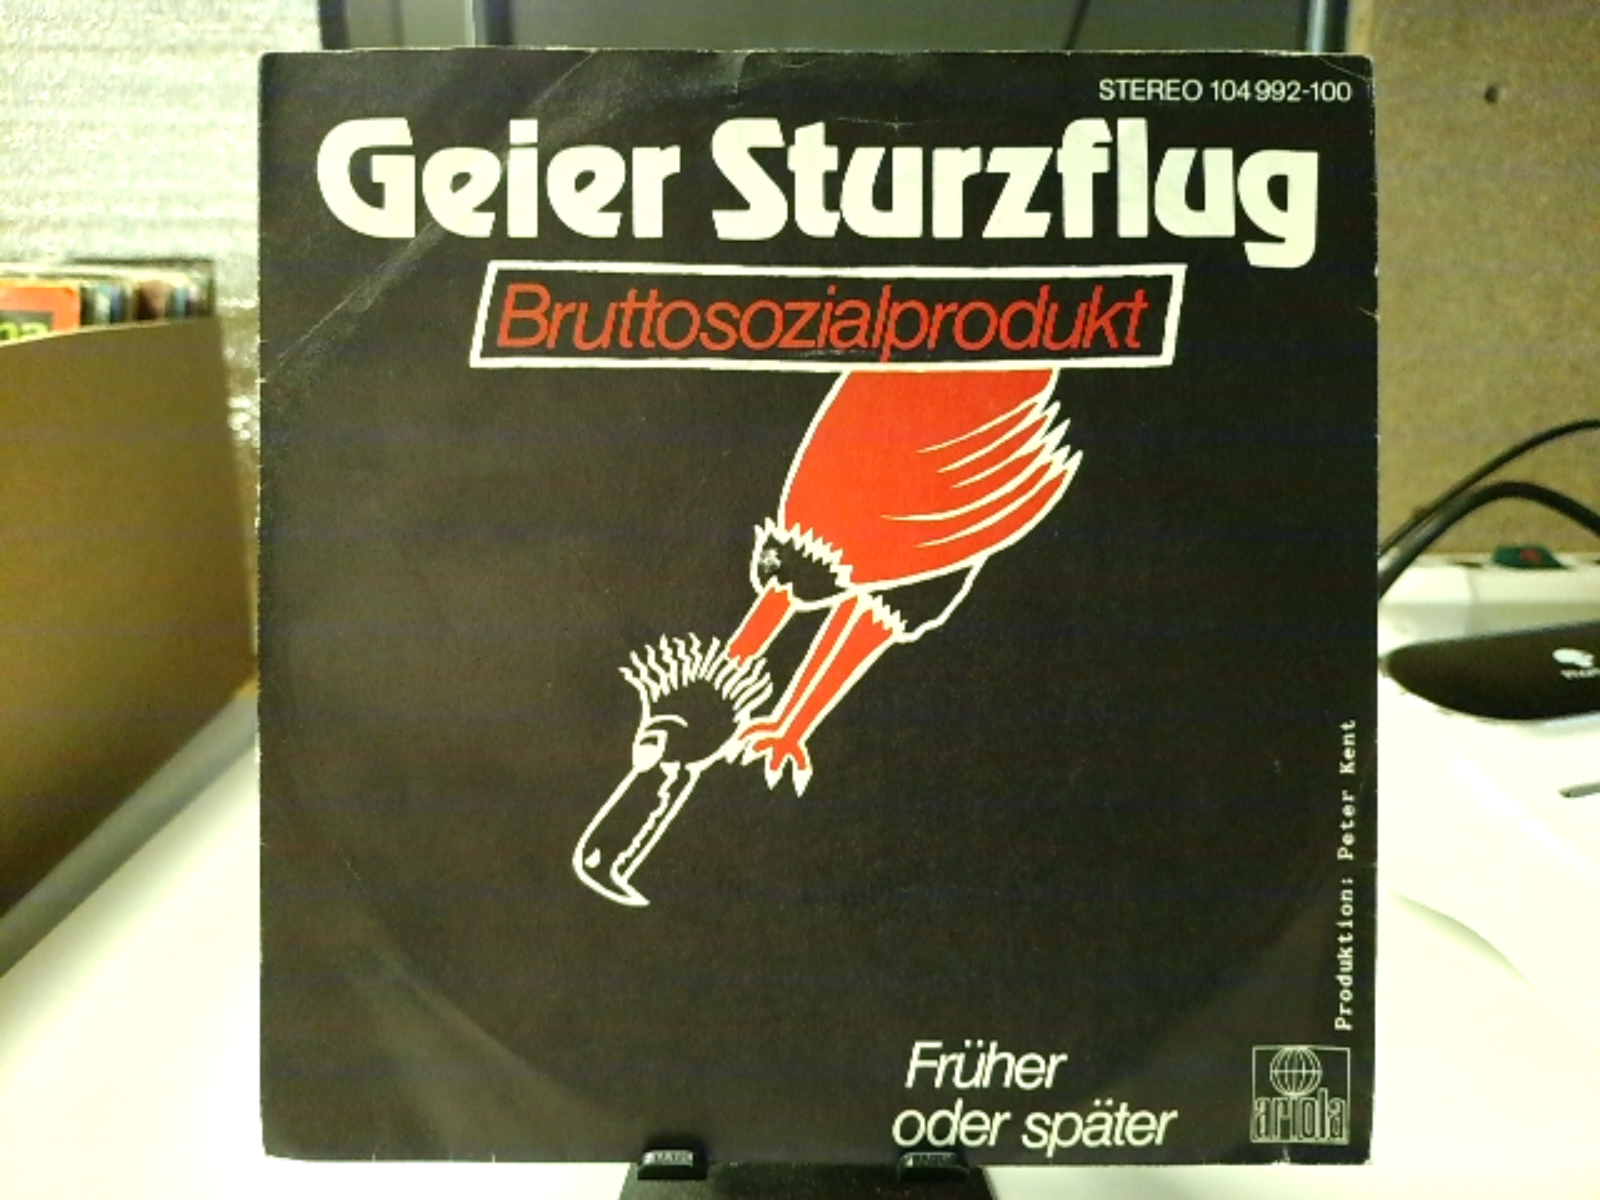 STEREO 104 992-100
Geier Sturzflug
Bruttosozialprodukt
Produktion: Peter Kent
Früher
oder später
ariola